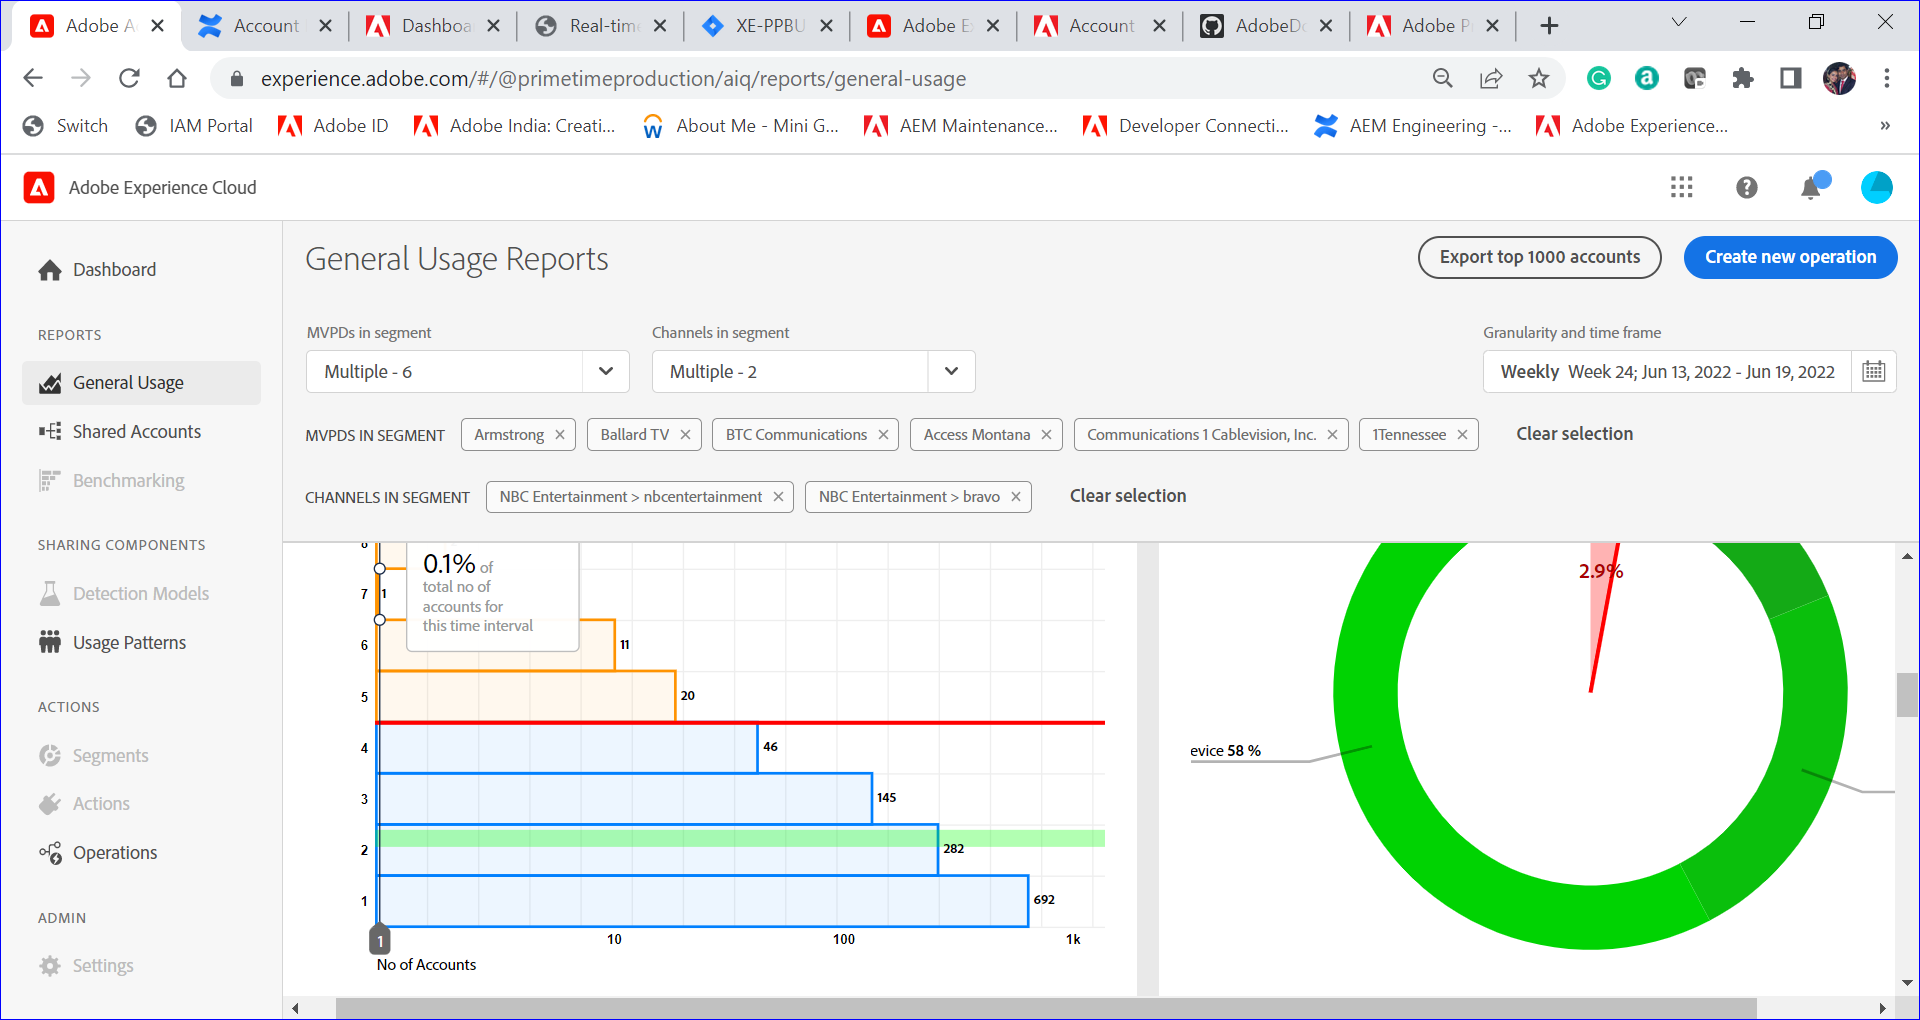 Adobe A
Account
Dashboa
Real-time
XE-PPBU
Adobe E
Account
AdobeDo
Adobe P
experience.adobe.com/#/@primetimeproduction/aiq/reports/general-usage
Switch
IAM Portal
Adobe ID
Adobe India: Creati...
About Me - Mini G...
AEM Maintenance...
Developer Connecti...
AEM Engineering -...
Adobe Experience...
»
Adobe Experience Cloud
Dashboard
REPORTS
General Usage
Shared Accounts
Benchmarking
SHARING COMPONENTS
Detection Models
Usage Patterns
ACTIONS
Segments
Actions
Operations
ADMIN
Settings
General Usage Reports
Export top 1000 accounts
Create new operation
MVPDs in segment
Multiple - 6
Channels in segment
Multiple - 2
Granularity and time frame
Weekly Week 24; Jun 13, 2022 - Jun 19, 2022
MVPDS IN SEGMENT
Armstrong
Ballard TV
BTC Communications
Access Montana
Communications 1 Cablevision, Inc.
1Tennessee
Clear selection
CHANNELS IN SEGMENT
NBC Entertainment > nbcentertainment
NBC Entertainment > bravo
Clear selection
0.1% of
total no of
accounts for
this time interval
7 1
6 11
5 20
4 46
3 145
2 282
1 692
1 10 100 1k
No of Accounts
2.9%
evice 58 %